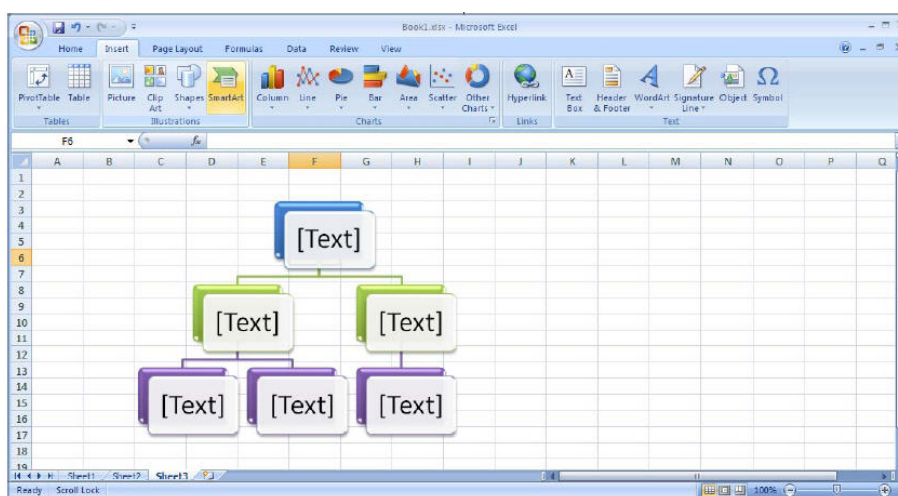 Book1.xlsx - Microsoft Excel
Home Insert Page Layout Formulas Data Review View
PivotTable Table Picture Clip Art Shapes SmartArt Column Line Pie Bar Area Scatter Other Charts Hyperlink Text Box Header & Footer WordArt Signature Line Object Symbol
Tables Illustrations Charts Links Text
F6 fx
A B C D E F G H I J K L M N O P Q
1
2
3
4
5
6
7
8
9
10
11
12
13
14
15
16
17
18
19
[Text]
[Text] [Text]
[Text] [Text] [Text]
Sheet1 Sheet2 Sheet3
Ready Scroll Lock 100%